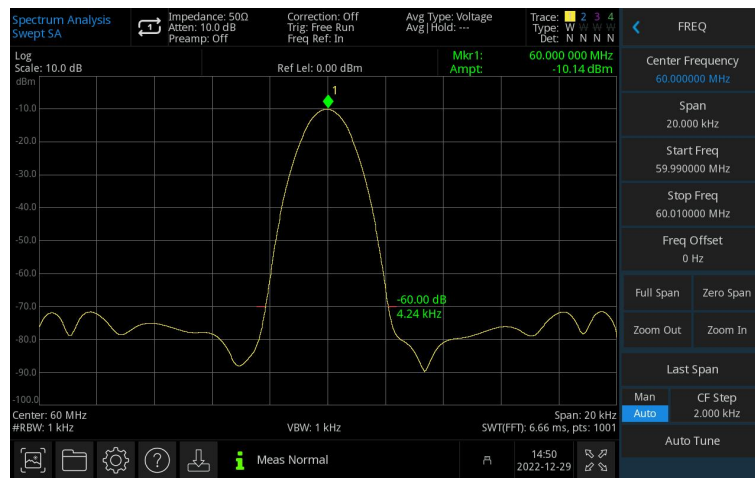 Spectrum Analysis
Swept SA
1
Impedance: 50Ω
Atten: 10.0 dB
Preamp: Off
Correction: Off
Trig: Free Run
Freq Ref: In
Avg Type: Voltage
Avg|Hold: ---
Trace: 1 2 3 4
Type: W W W W
Det: N N N N
Log
Scale: 10.0 dB
Ref Lel: 0.00 dBm
Mkr1: 60.000 000 MHz
Ampt: -10.14 dBm
dBm
1
-10.0
-20.0
-30.0
-40.0
-50.0
-60.0
-70.0
-80.0
-90.0
-100.0
-60.00 dB
4.24 kHz
Center: 60 MHz
#RBW: 1 kHz
VBW: 1 kHz
Span: 20 kHz
SWT(FFT): 6.66 ms, pts: 1001
?
i
Meas Normal
14:50
2022-12-29
FREQ
Center Frequency
60.000000 MHz
Span
20.000 kHz
Start Freq
59.990000 MHz
Stop Freq
60.010000 MHz
Freq Offset
0 Hz
Full Span
Zero Span
Zoom Out
Zoom In
Last Span
Man
Auto
CF Step
2.000 kHz
Auto Tune